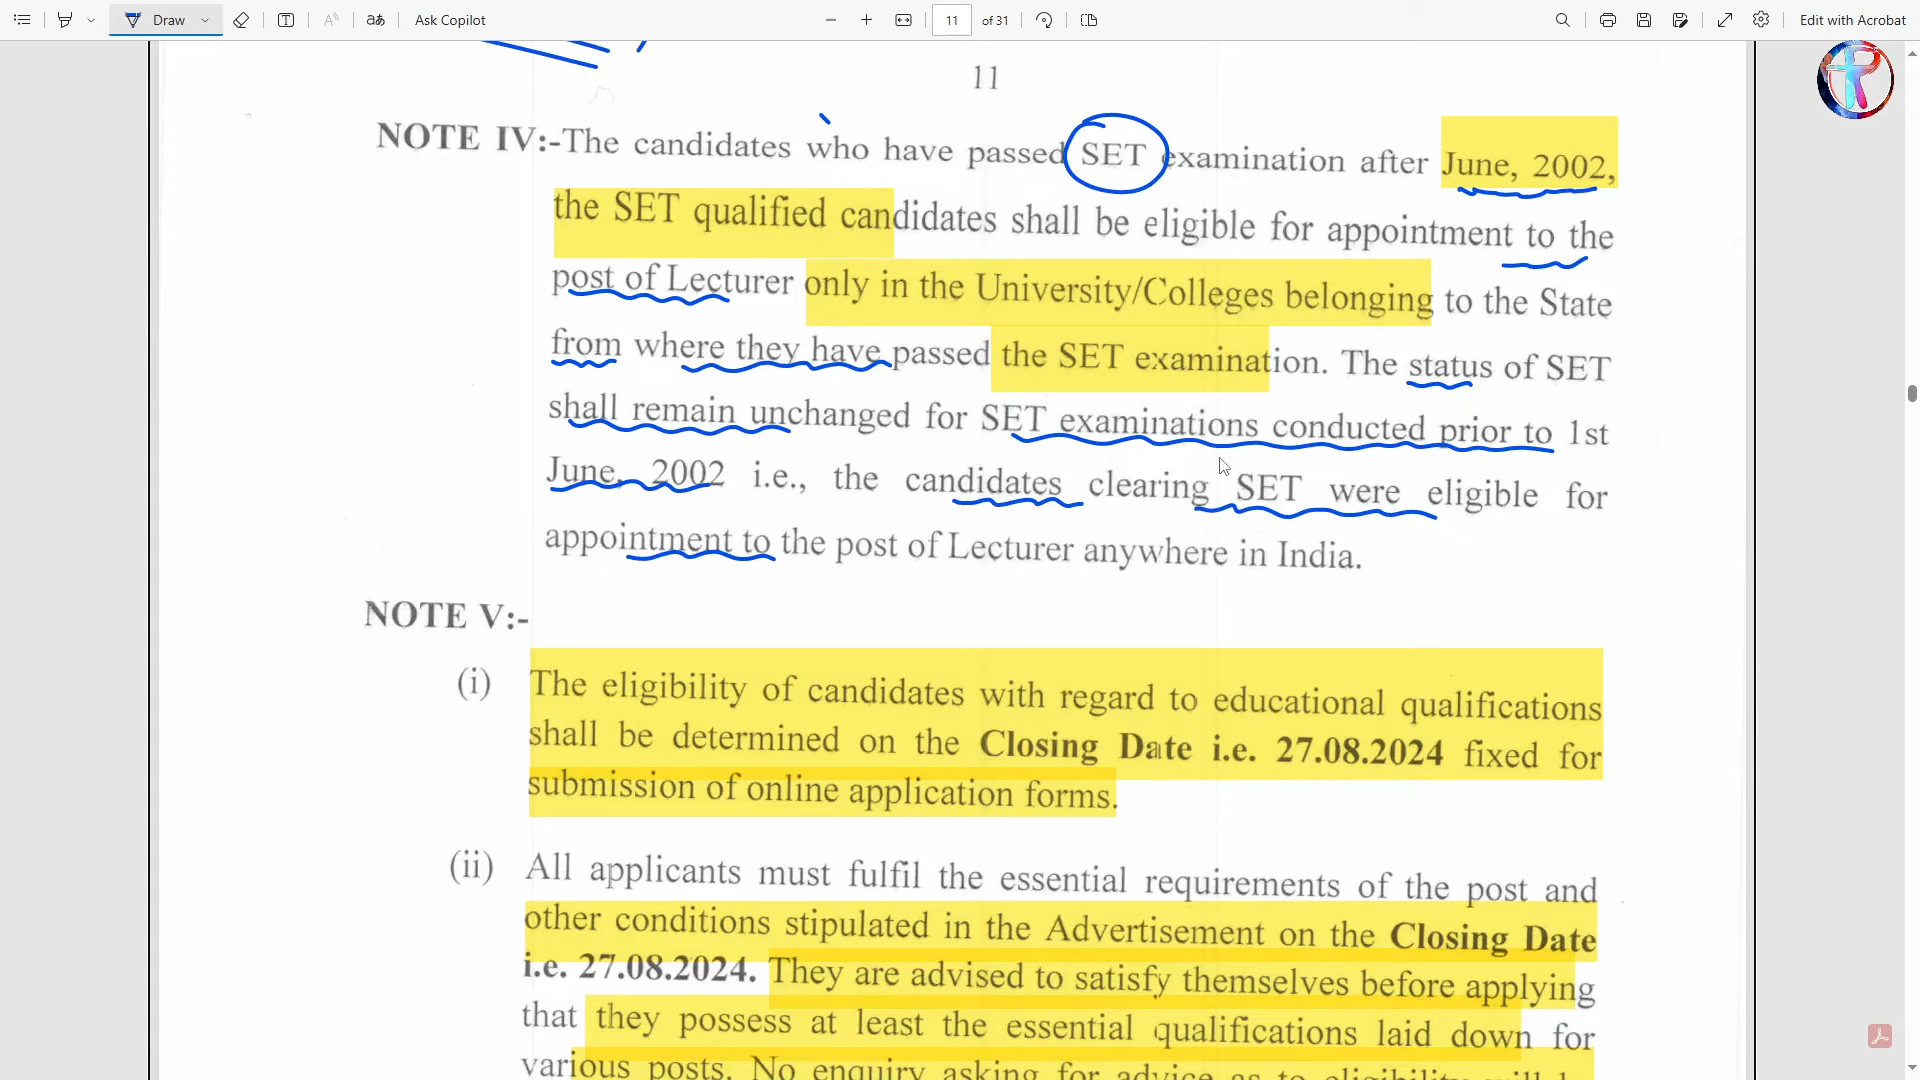 Draw
Ask Copilot
11 of 31
Edit with Acrobat
11
NOTE IV:-The candidates who have passed SET examination after June, 2002,
the SET qualified candidates shall be eligible for appointment to the
post of Lecturer only in the University/Colleges belonging to the State
from where they have passed the SET examination. The status of SET
shall remain unchanged for SET examinations conducted prior to 1st
June, 2002 i.e., the candidates clearing SET were eligible for
appointment to the post of Lecturer anywhere in India.
NOTE V:-
(i) The eligibility of candidates with regard to educational qualifications
shall be determined on the Closing Date i.e. 27.08.2024 fixed for
submission of online application forms.
(ii) All applicants must fulfil the essential requirements of the post and
other conditions stipulated in the Advertisement on the Closing Date
i.e. 27.08.2024. They are advised to satisfy themselves before applying
that they possess at least the essential qualifications laid down for
various posts. No enquiry asking for advice as to eligibility will be